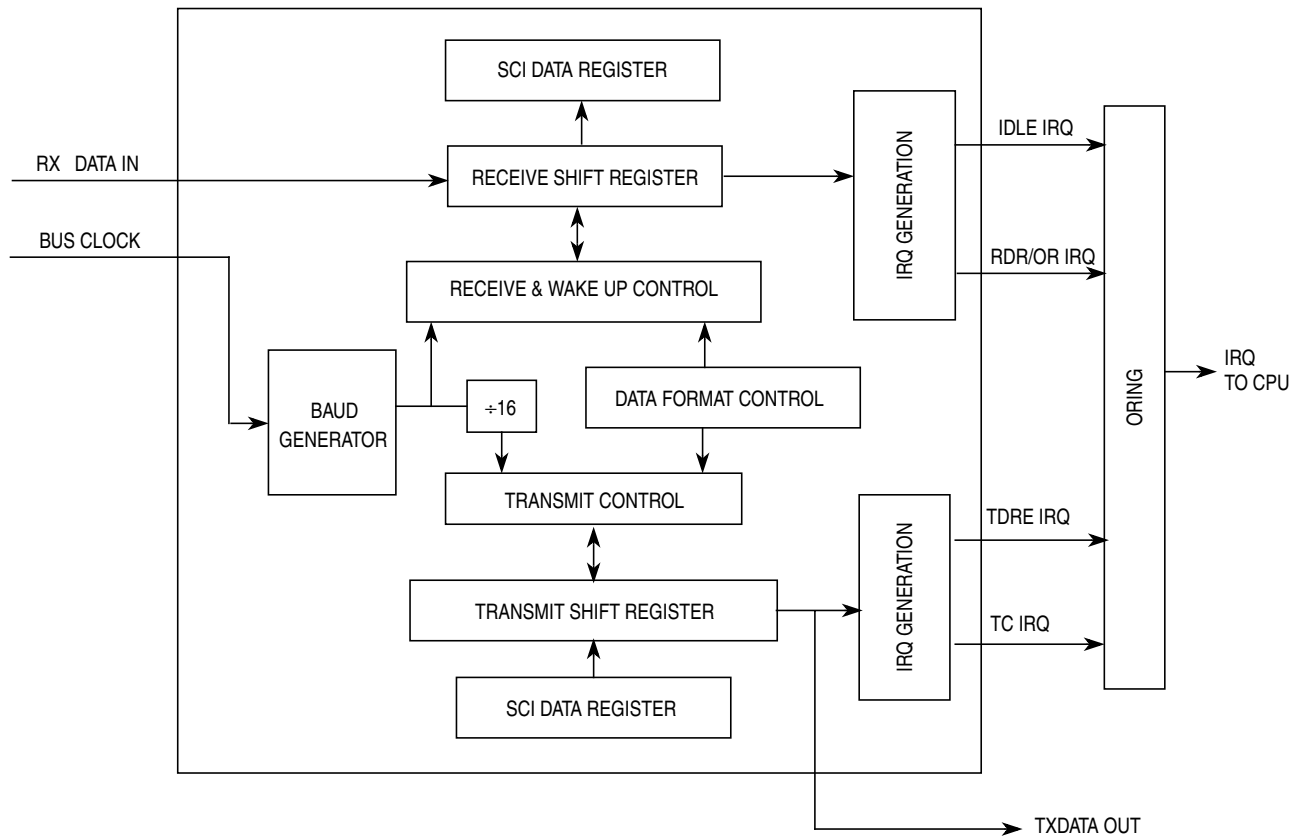 SCI DATA REGISTER
IDLE IRQ
RX DATA IN
RECEIVE SHIFT REGISTER
IRQ GENERATION
BUS CLOCK
RDR/OR IRQ
RECEIVE & WAKE UP CONTROL
IRQ
TO CPU
ORING
BAUD
GENERATOR
÷16
DATA FORMAT CONTROL
TRANSMIT CONTROL
TDRE IRQ
IRQ GENERATION
TRANSMIT SHIFT REGISTER
TC IRQ
SCI DATA REGISTER
TXDATA OUT